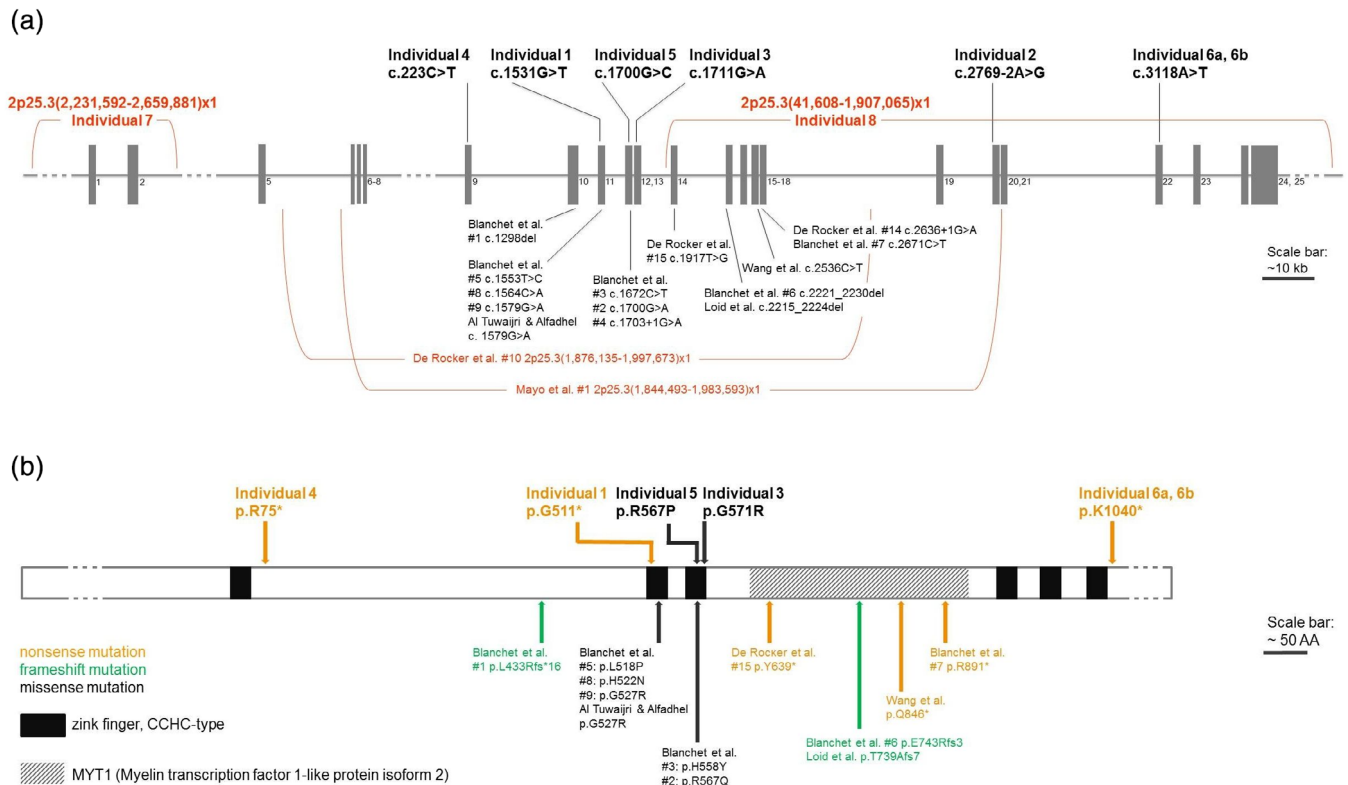 (a)
Individual 4
c.223C>T
Individual 1
c.1531G>T
Individual 5
c.1700G>C
Individual 3
c.1711G>A
Individual 2
c.2769-2A>G
Individual 6a, 6b
c.3118A>T
2p25.3(2,231,592-2,659,881)x1
Individual 7
2p25.3(41,608-1,907,065)x1
Individual 8
1
2
5
6-8
9
10
11
12,13
14
15-18
19
20,21
22
23
24, 25
Blanchet et al.
#1 c.1298del
Blanchet et al.
#5 c.1553T>C
#8 c.1564C>A
#9 c.1579G>A
Al Tuwaijri & Alfadhel
c. 1579G>A
Blanchet et al.
#3 c.1672C>T
#2 c.1700G>A
#4 c.1703+1G>A
De Rocker et al.
#15 c.1917T>G
Blanchet et al. #6 c.2221_2230del
Loid et al. c.2215_2224del
Wang et al. c.2536C>T
De Rocker et al. #14 c.2636+1G>A
Blanchet et al. #7 c.2671C>T
Scale bar:
~10 kb
De Rocker et al. #10 2p25.3(1,876,135-1,997,673)x1
Mayo et al. #1 2p25.3(1,844,493-1,983,593)x1
(b)
Individual 4
p.R75*
Individual 1
p.G511*
Individual 5
p.R567P
Individual 3
p.G571R
Individual 6a, 6b
p.K1040*
nonsense mutation
frameshift mutation
missense mutation
zink finger, CCHC-type
MYT1 (Myelin transcription factor 1-like protein isoform 2)
Blanchet et al.
#1 p.L433Rfs*16
Blanchet et al.
#5: p.L518P
#8: p.H522N
#9: p.G527R
Al Tuwaijri & Alfadhel
p.G527R
Blanchet et al.
#3: p.H558Y
#2: p.R567Q
De Rocker et al.
#15 p.Y639*
Blanchet et al. #6 p.E743Rfs3
Loid et al. p.T739Afs7
Wang et al.
p.Q846*
Blanchet et al.
#7 p.R891*
Scale bar:
~ 50 AA